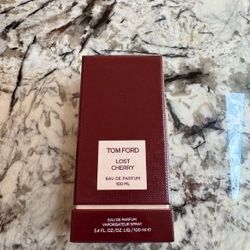 TOM FORD
LOST
CHERRY
EAU DE PARFUM
100 ML
EAU DE PARFUM
VAPORISATEUR SPRAY
3.4 FL.OZ./OZ.LIQ./100 ml ℮